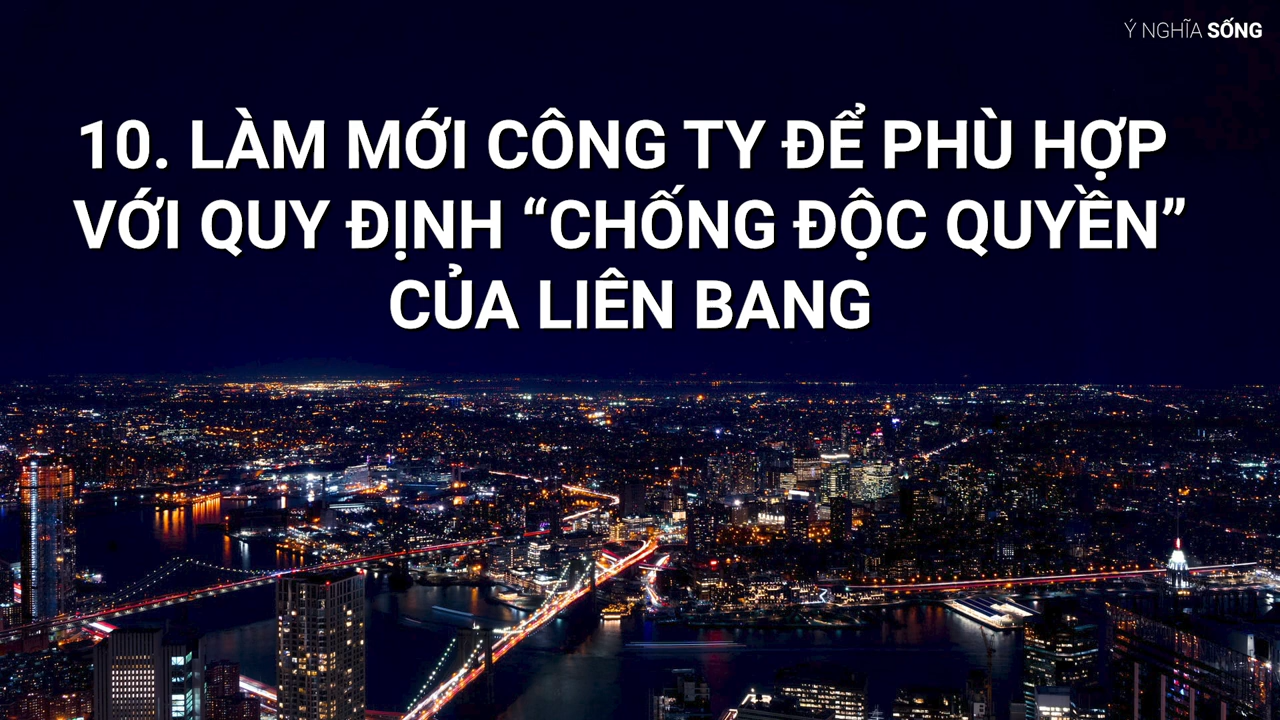 Ý NGHĨA SỐNG
10. LÀM MỚI CÔNG TY ĐỂ PHÙ HỢP
VỚI QUY ĐỊNH “CHỐNG ĐỘC QUYỀN”
CỦA LIÊN BANG